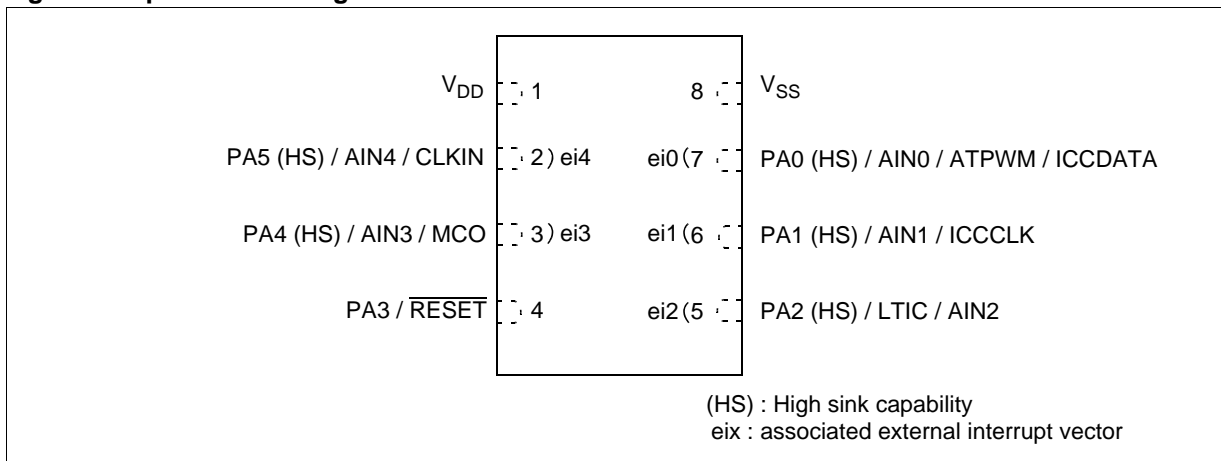 V_DD 1 8 V_SS
PA5 (HS) / AIN4 / CLKIN 2) ei4 ei0(7 PA0 (HS) / AIN0 / ATPWM / ICCDATA
PA4 (HS) / AIN3 / MCO 3) ei3 ei1(6 PA1 (HS) / AIN1 / ICCCLK
PA3 / RESET 4 ei2(5 PA2 (HS) / LTIC / AIN2
(HS) : High sink capability
eix : associated external interrupt vector